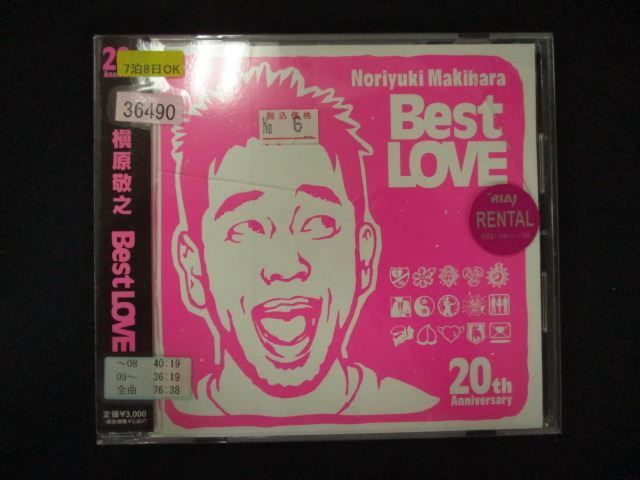 20
Anniv
7泊8日OK
36490
槇原敬之 Best LOVE
~08 40:19
09~ 36:19
全曲 76:38
定価¥3,000
税込価格
No 6
Noriyuki Makihara
Best
LOVE
RIAJ
RENTAL
20th
Anniversary